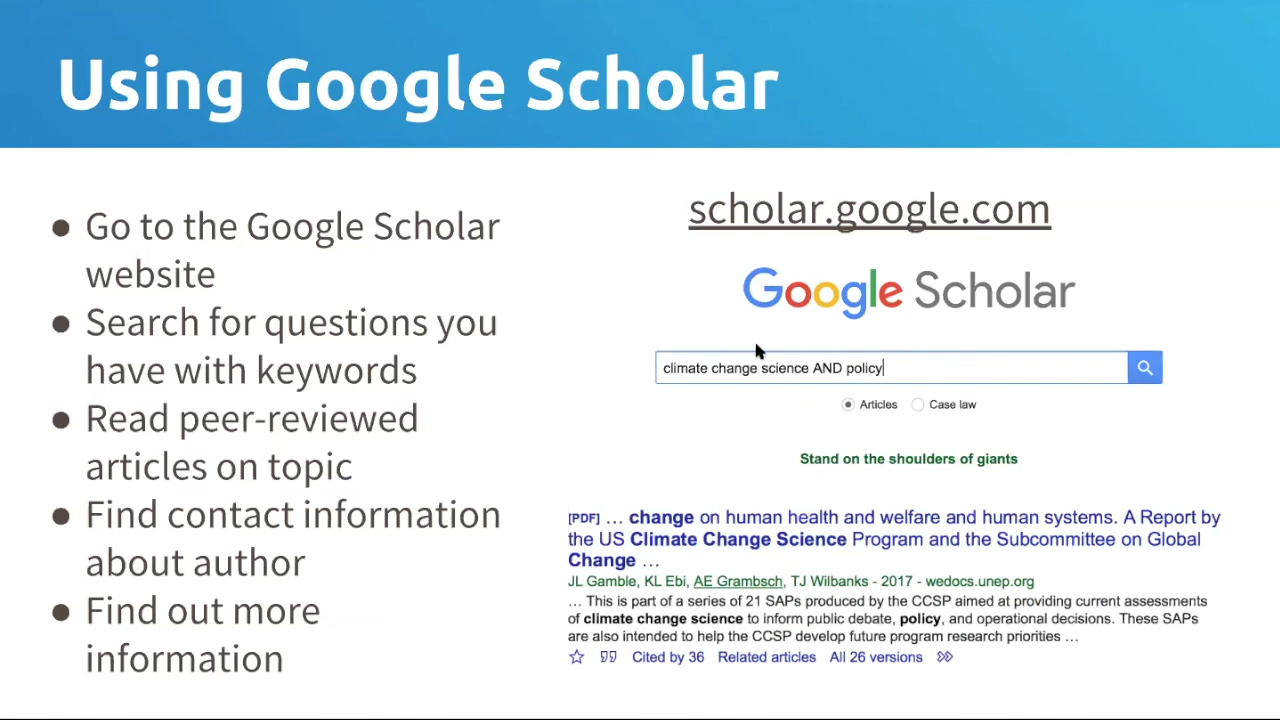 Using Google Scholar
● Go to the Google Scholar
website
● Search for questions you
have with keywords
● Read peer-reviewed
articles on topic
● Find contact information
about author
● Find out more
information
scholar.google.com
Google Scholar
climate change science AND policy
Articles Case law
Stand on the shoulders of giants
[PDF] … change on human health and welfare and human systems. A Report by
the US Climate Change Science Program and the Subcommittee on Global
Change …
JL Gamble, KL Ebi, AE Grambsch, TJ Wilbanks - 2017 - wedocs.unep.org
… This is part of a series of 21 SAPs produced by the CCSP aimed at providing current assessments
of climate change science to inform public debate, policy, and operational decisions. These SAPs
are also intended to help the CCSP develop future program research priorities …
Cited by 36 Related articles All 26 versions